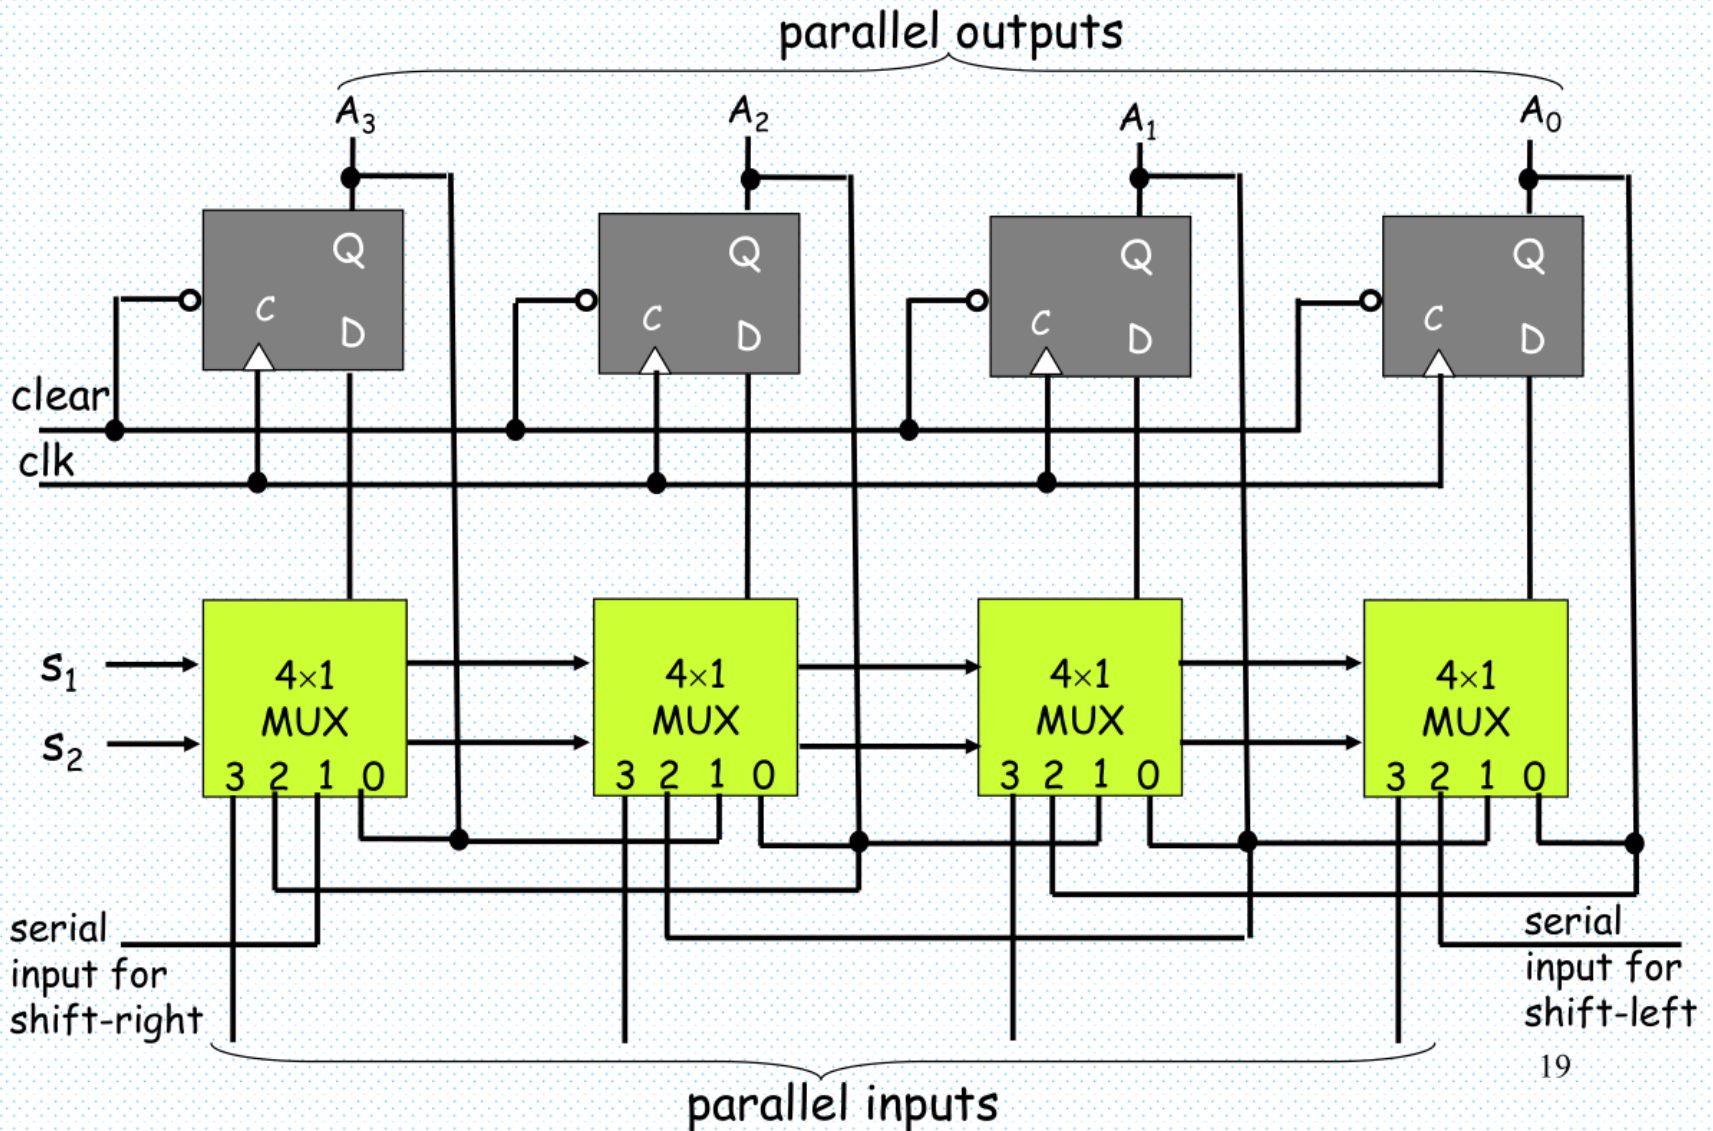 parallel outputs
A₃ A₂ A₁ A₀
Q Q Q Q
C D C D C D C D
clear
clk
s₁ 4×1 4×1 4×1 4×1
MUX MUX MUX MUX
s₂
3 2 1 0 3 2 1 0 3 2 1 0 3 2 1 0
serial
input for
shift-right
serial
input for
shift-left
19
parallel inputs